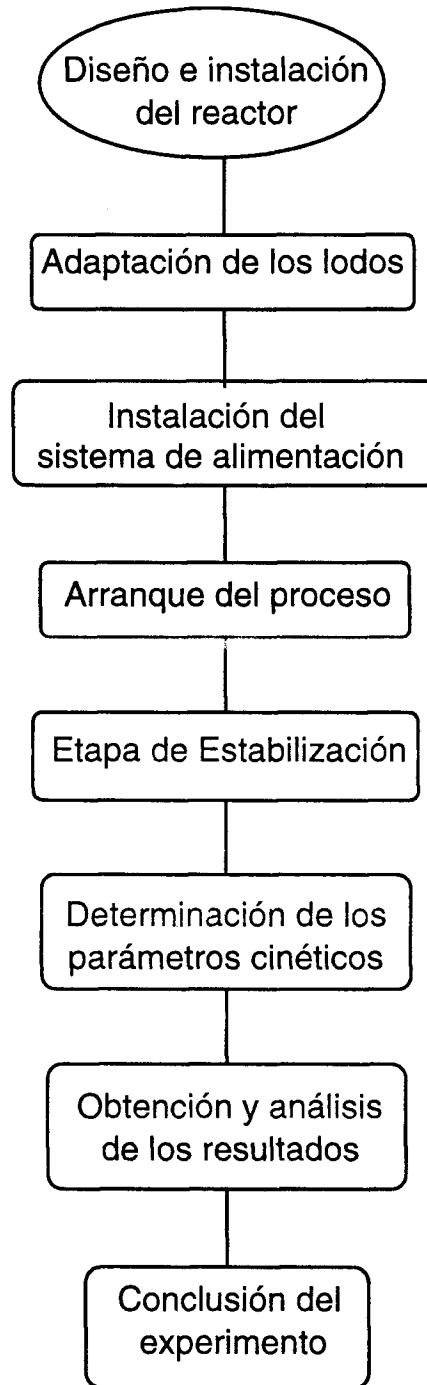 Diseño e instalación
del reactor
Adaptación de los lodos
Instalación del
sistema de alimentación
Arranque del proceso
Etapa de Estabilización
Determinación de los
parámetros cinéticos
Obtención y análisis
de los resultados
Conclusión del
experimento